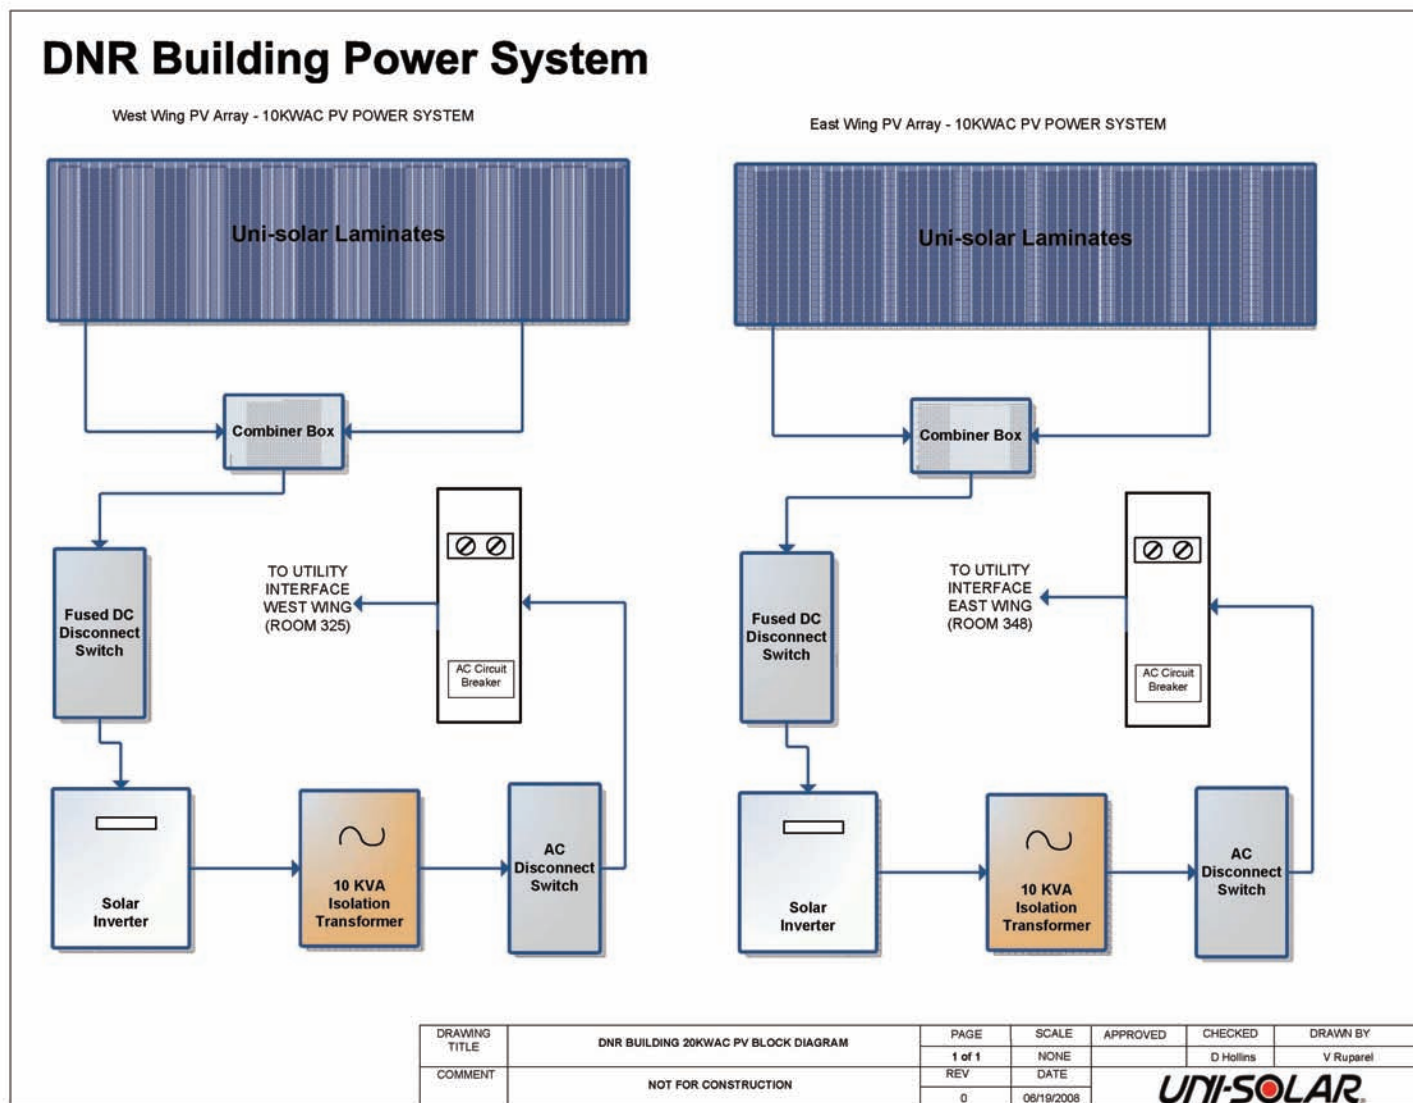 DNR Building Power System
West Wing PV Array - 10KWAC PV POWER SYSTEM
Uni-solar Laminates
Combiner Box
Fused DC
Disconnect
Switch
TO UTILITY
INTERFACE
WEST WING
(ROOM 325)
AC Circuit
Breaker
Solar
Inverter
10 KVA
Isolation
Transformer
AC
Disconnect
Switch
East Wing PV Array - 10KWAC PV POWER SYSTEM
Uni-solar Laminates
Combiner Box
Fused DC
Disconnect
Switch
TO UTILITY
INTERFACE
EAST WING
(ROOM 348)
AC Circuit
Breaker
Solar
Inverter
10 KVA
Isolation
Transformer
AC
Disconnect
Switch
DRAWING
TITLE
DNR BUILDING 20KWAC PV BLOCK DIAGRAM
PAGE
SCALE
APPROVED
CHECKED
DRAWN BY
1 of 1
NONE
D Hollins
V Ruparel
COMMENT
NOT FOR CONSTRUCTION
REV
DATE
0
06/19/2008
UNI-SOLAR.